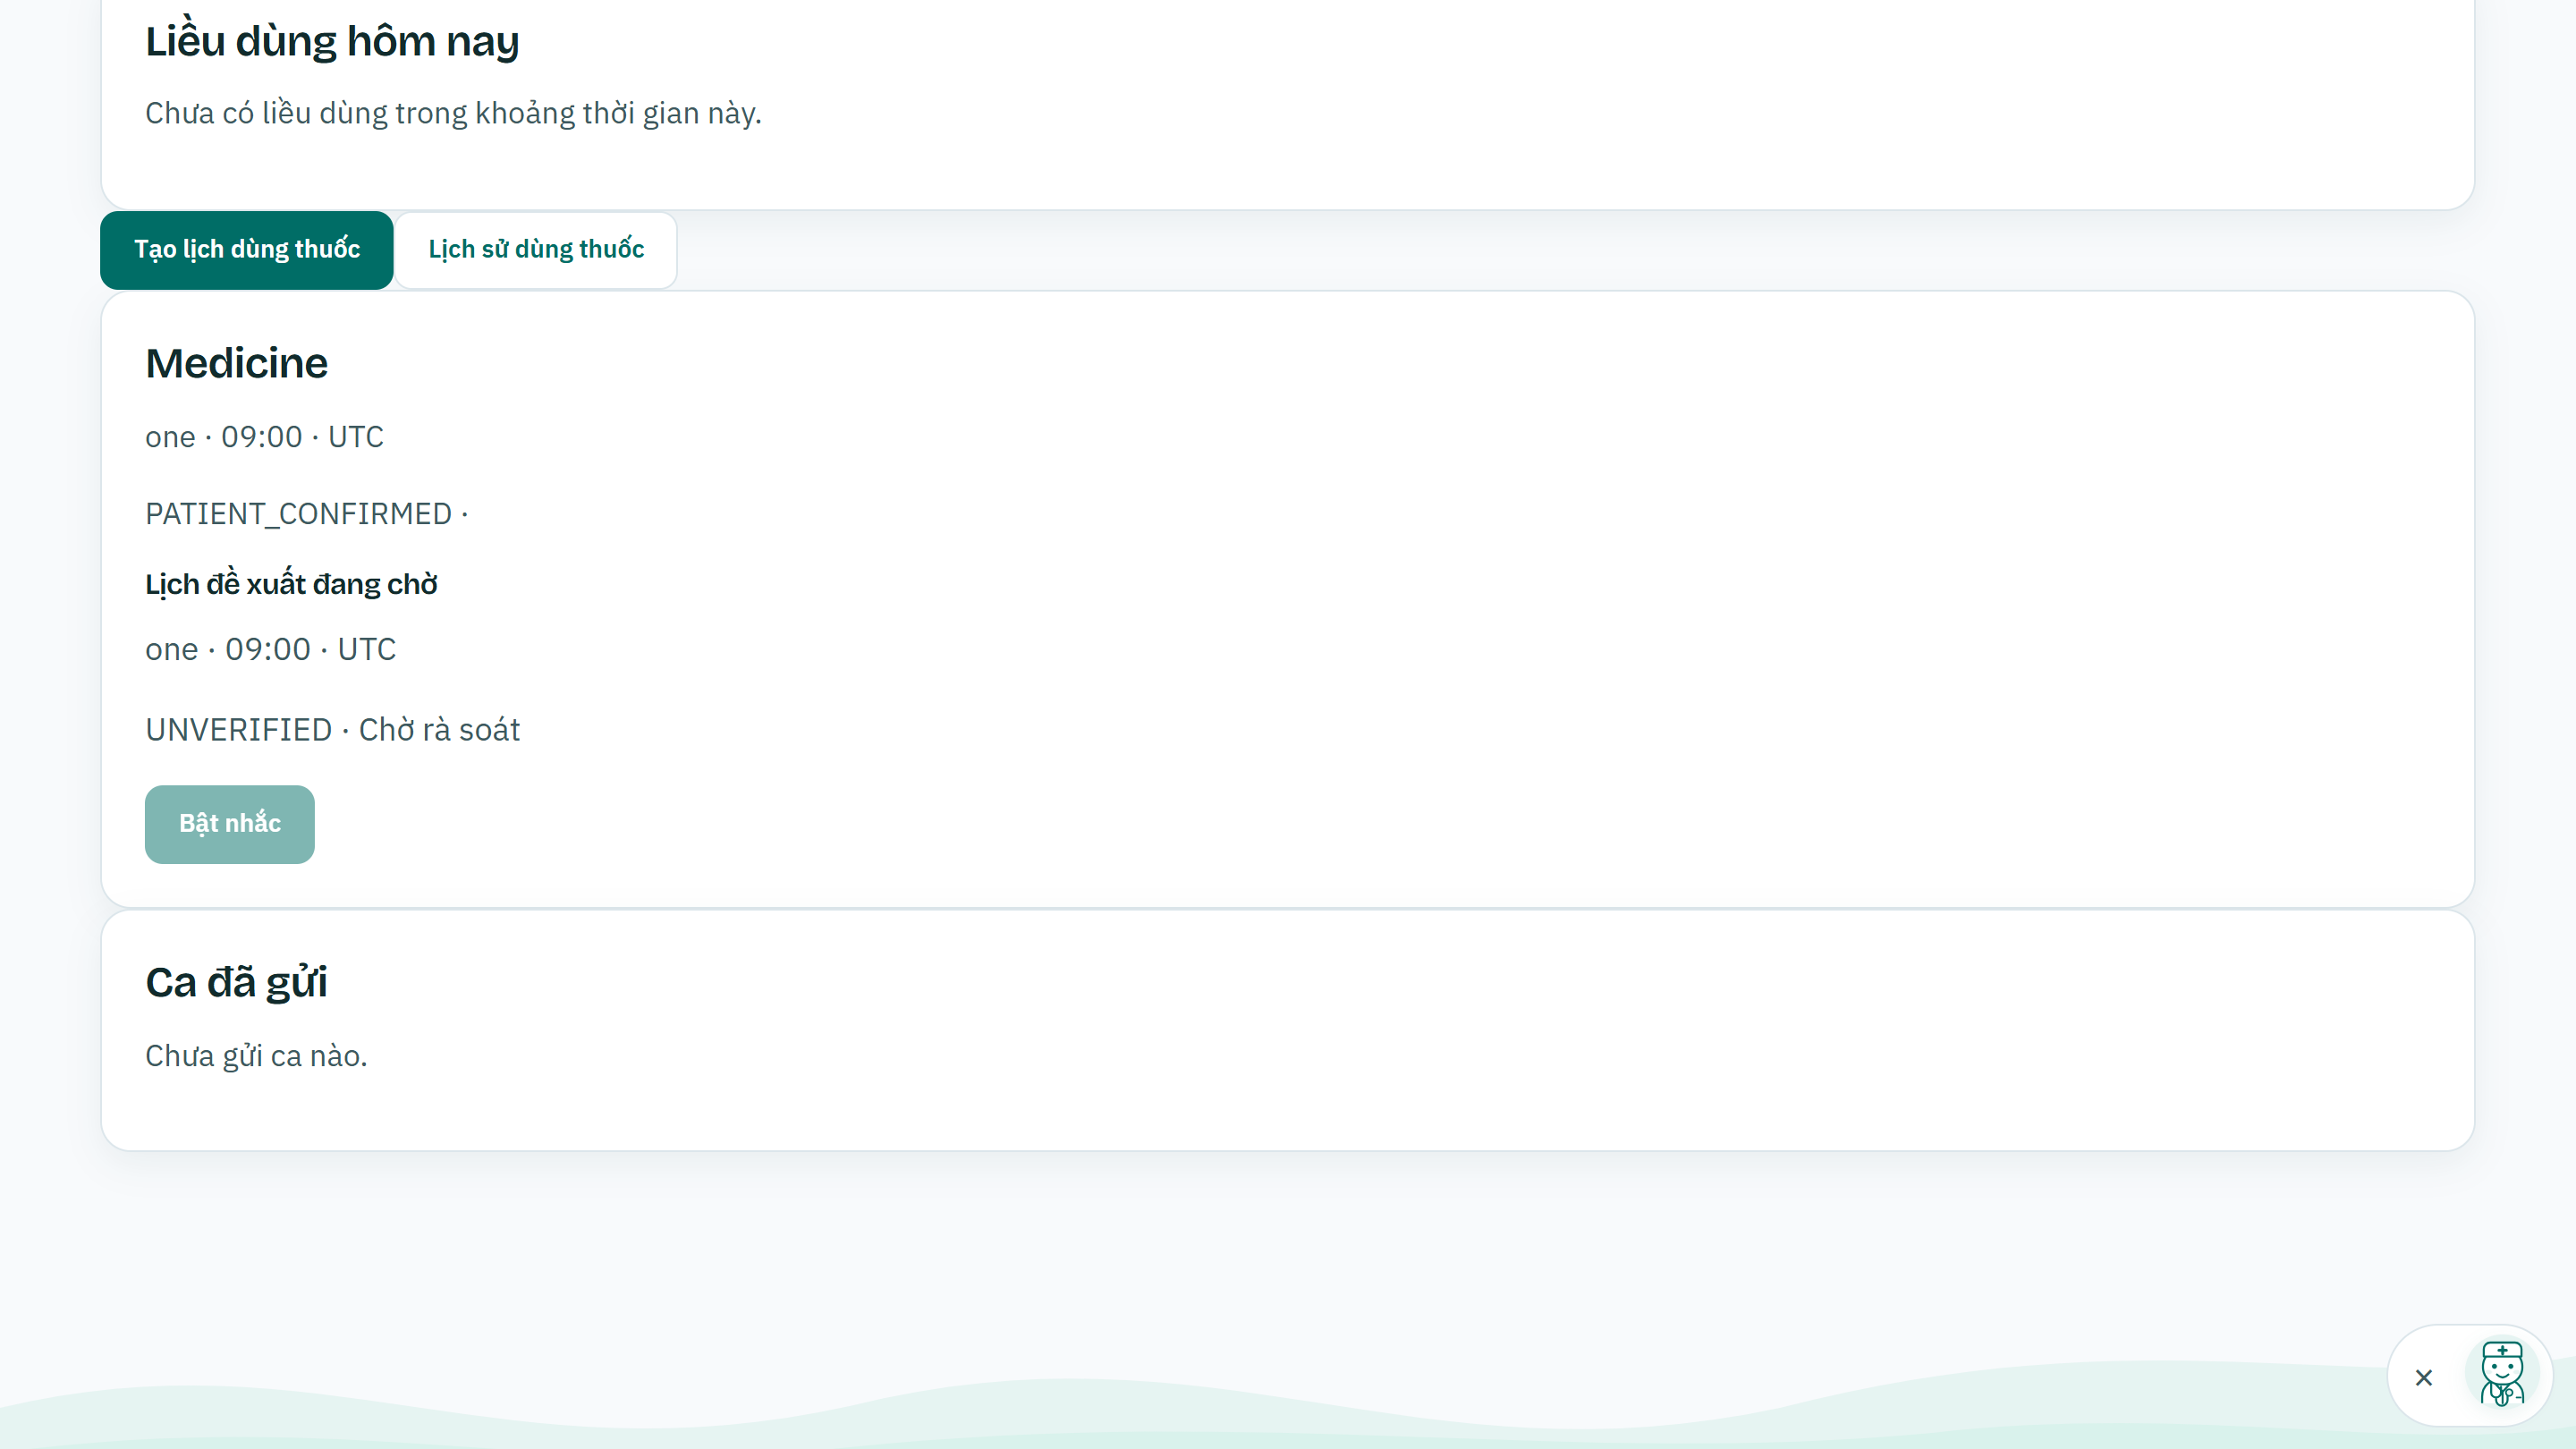 Liều dùng hôm nay
Chưa có liều dùng trong khoảng thời gian này.
Tạo lịch dùng thuốc
Lịch sử dùng thuốc
Medicine
one · 09:00 · UTC
PATIENT_CONFIRMED ·
Lịch đề xuất đang chờ
one · 09:00 · UTC
UNVERIFIED · Chờ rà soát
Bật nhắc
Ca đã gửi
Chưa gửi ca nào.